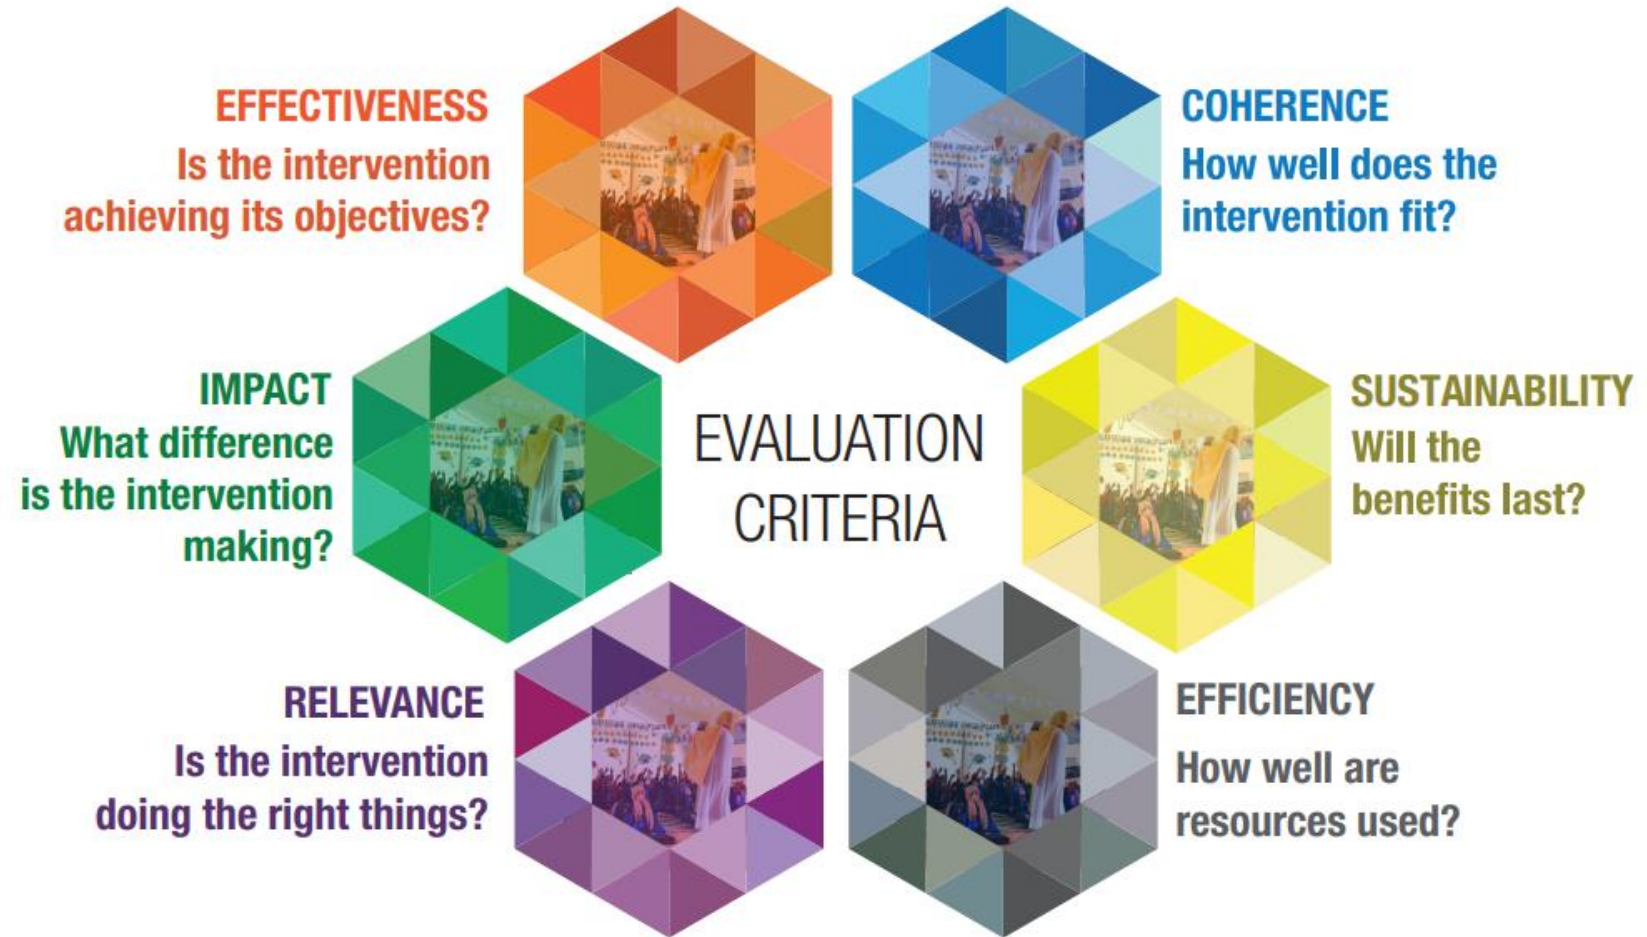 EFFECTIVENESS
Is the intervention
achieving its objectives?
COHERENCE
How well does the
intervention fit?
IMPACT
What difference
is the intervention
making?
EVALUATION
CRITERIA
SUSTAINABILITY
Will the
benefits last?
RELEVANCE
Is the intervention
doing the right things?
EFFICIENCY
How well are
resources used?